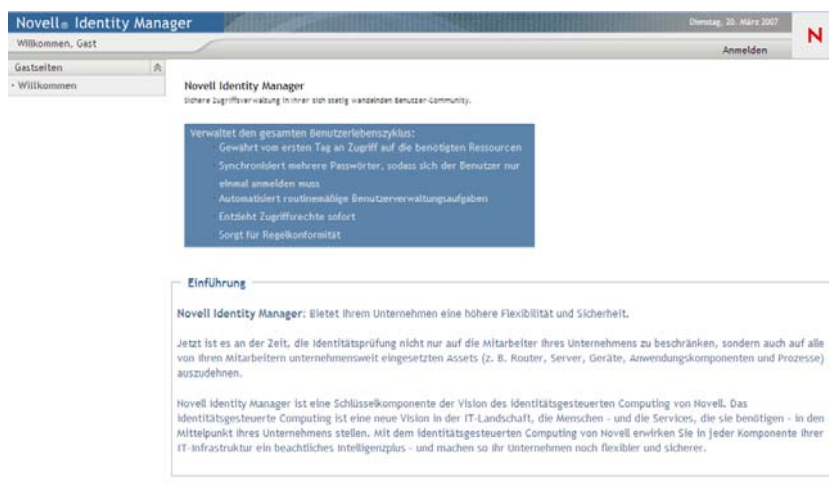 Novell® Identity Manager
Dienstag, 20. März 2007
N
Willkommen, Gast
Anmelden
Gastseiten
Willkommen
Novell Identity Manager
Sichere Zugriffsverwaltung in Ihrer sich stetig wandelnden Benutzer-Community.
Verwaltet den gesamten Benutzerlebenszyklus:
Gewährt vom ersten Tag an Zugriff auf die benötigten Ressourcen
Synchronisiert mehrere Passwörter, sodass sich der Benutzer nur
einmal anmelden muss
Automatisiert routinemäßige Benutzerverwaltungsaufgaben
Entzieht Zugriffsrechte sofort
Sorgt für Regelkonformität
Einführung
Novell Identity Manager: Bietet Ihrem Unternehmen eine höhere Flexibilität und Sicherheit.
Jetzt ist es an der Zeit, die Identitätsprüfung nicht nur auf die Mitarbeiter Ihres Unternehmens zu beschränken, sondern auch auf alle
von Ihren Mitarbeitern unternehmensweit eingesetzten Assets (z. B. Router, Server, Geräte, Anwendungskomponenten und Prozesse)
auszudehnen.
Novell Identity Manager ist eine Schlüsselkomponente der Vision des identitätsgesteuerten Computing von Novell. Das
identitätsgesteuerte Computing ist eine neue Vision in der IT-Landschaft, die Menschen - und die Services, die sie benötigen - in den
Mittelpunkt Ihres Unternehmens stellen. Mit dem identitätsgesteuerten Computing von Novell erwirken Sie in jeder Komponente Ihrer
IT-Infrastruktur ein beachtliches Intelligenzplus - und machen so Ihr Unternehmen noch flexibler und sicherer.